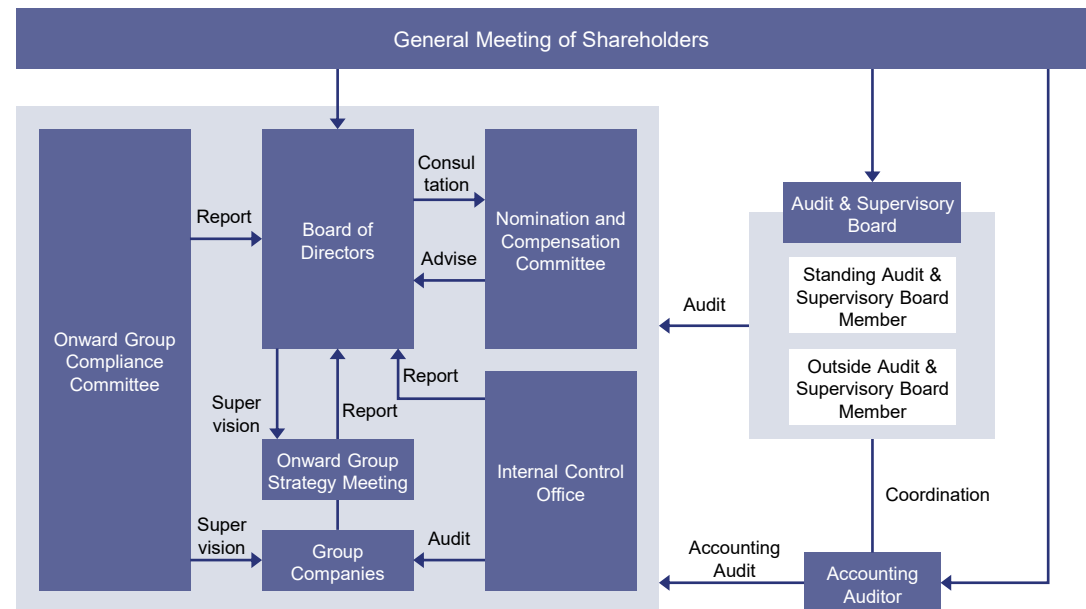 General Meeting of Shareholders
Report
Board of
Directors
Consul
tation
Advise
Nomination and
Compensation
Committee
Audit & Supervisory
Board
Standing Audit &
Supervisory Board
Member
Outside Audit &
Supervisory Board
Member
Audit
Onward Group
Compliance
Committee
Super
vision
Report
Report
Onward Group
Strategy Meeting
Internal Control
Office
Coordination
Super
vision
Group
Companies
Audit
Accounting
Audit
Accounting
Auditor